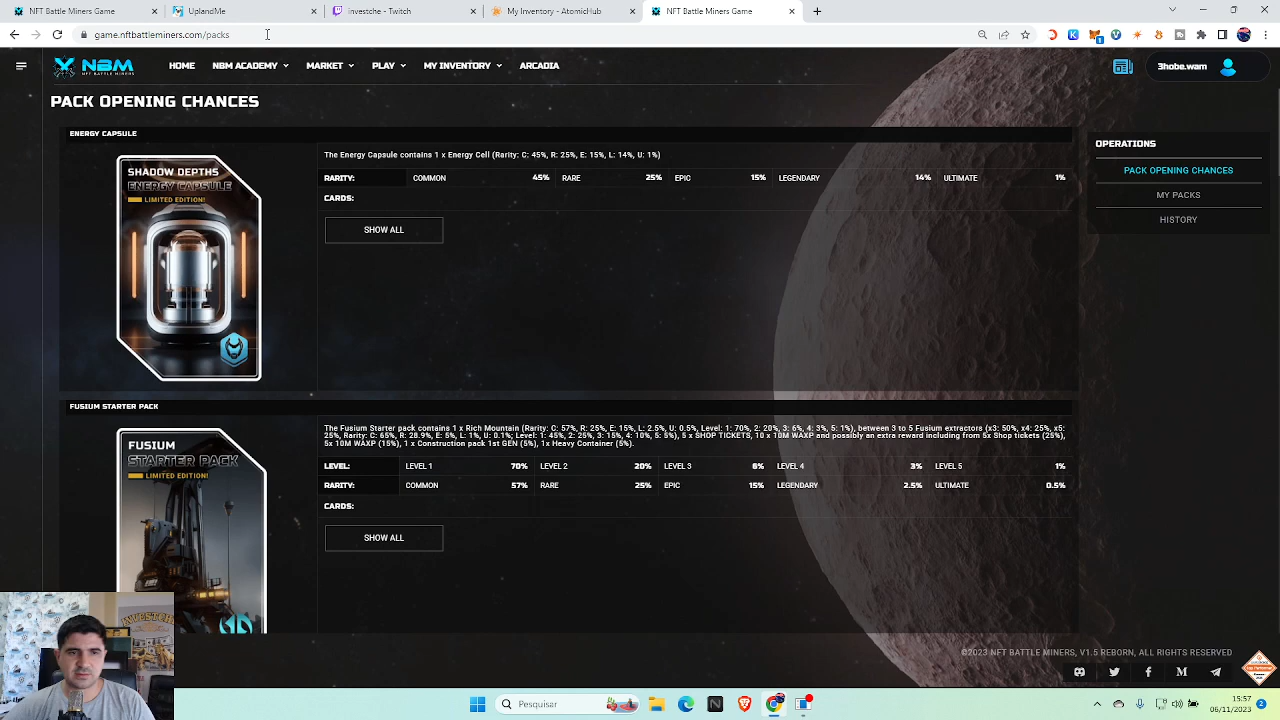 NFT Battle Miners Game
UplandMe
investche - Twitch
My Inventory - AtomicHub
NFT Battle Miners Game
game.nftbattleminers.com/packs
NBM
NFT BATTLE MINERS
HOME
NBM ACADEMY
MARKET
PLAY
MY INVENTORY
ARCADIA
3hobe.wam
PACK OPENING CHANCES
ENERGY CAPSULE
SHADOW DEPTHS
ENERGY CAPSULE
LIMITED EDITION!
The Energy Capsule contains 1 x Energy Cell (Rarity: C: 45%, R: 25%, E: 15%, L: 14%, U: 1%)
RARITY: COMMON 45% RARE 25% EPIC 15% LEGENDARY 14% ULTIMATE 1%
CARDS:
SHOW ALL
OPERATIONS
PACK OPENING CHANCES
MY PACKS
HISTORY
FUSIUM STARTER PACK
FUSIUM
STARTER PACK
LIMITED EDITION!
The Fusium Starter pack contains 1 x Rich Mountain (Rarity: C: 57%, R: 25%, E: 15%, L: 2.5%, U: 0.5%, Level: 1: 70%, 2: 20%, 3: 6%, 4: 3%, 5: 1%), between 3 to 5 Fusium extractors (x3: 50%, x4: 25%, x5:
25%, Rarity: C: 65%, R: 28.9%, E: 5%, L: 1%, U: 0.1%; Level: 1: 45%, 2: 25%, 3: 15%, 4: 10%, 5: 5%), 5 x SHOP TICKETS, 10 x 10M WAXP and possibly an extra reward including from 5x Shop tickets (25%),
5x 10M WAXP (15%), 1 x Construction pack 1st GEN (5%), 1x Heavy Container (5%).
LEVEL: LEVEL 1 70% LEVEL 2 20% LEVEL 3 6% LEVEL 4 3% LEVEL 5 1%
RARITY: COMMON 57% RARE 25% EPIC 15% LEGENDARY 2.5% ULTIMATE 0.5%
CARDS:
SHOW ALL
©2023 NFT BATTLE MINERS, V1.5 REBORN, ALL RIGHTS RESERVED
Pesquisar
15:57
06/11/2023
2